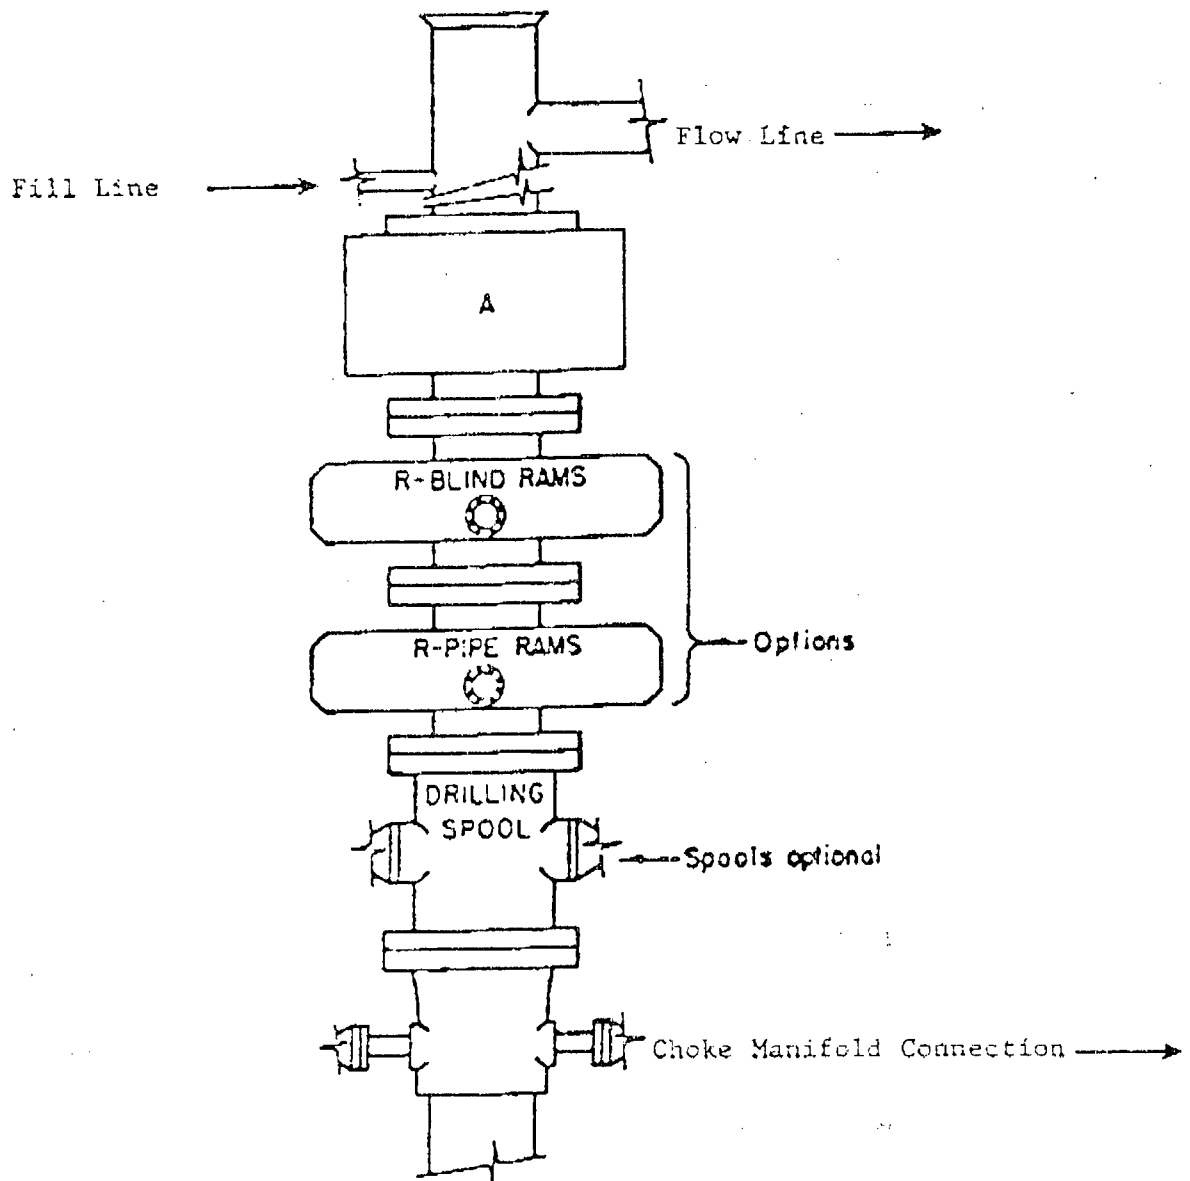 Flow Line
Fill Line
A
R-BLIND RAMS
R-PIPE RAMS
Options
DRILLING
SPOOL
Spools optional
Choke Manifold Connection